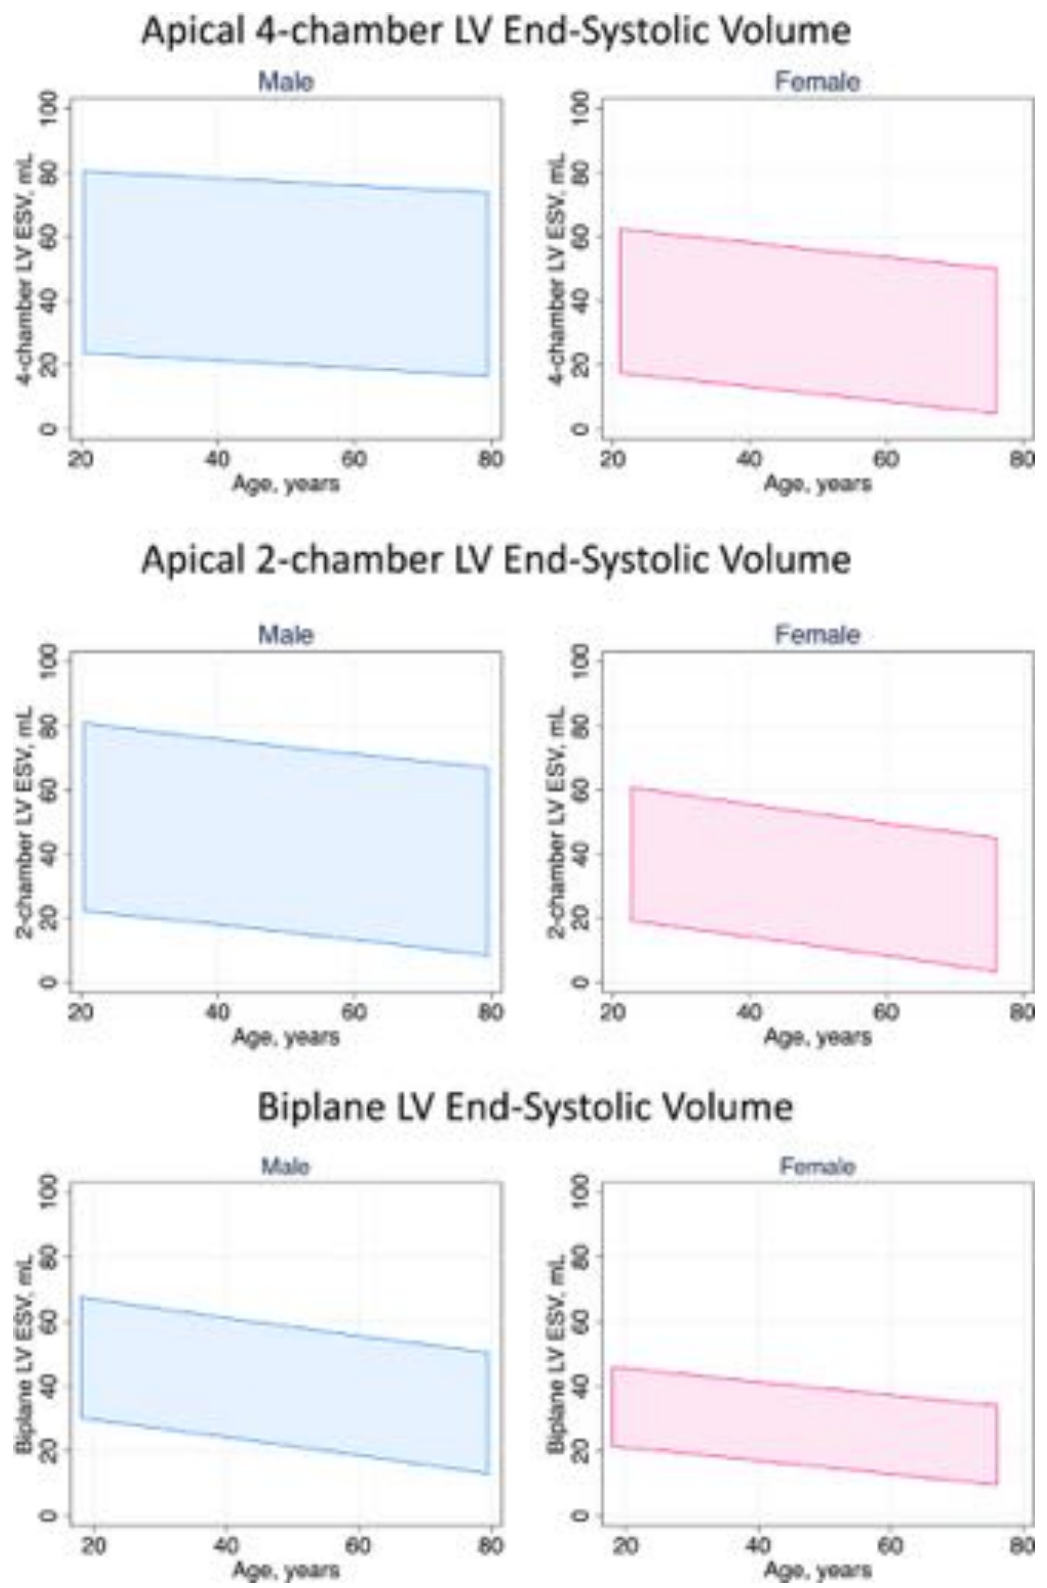 Apical 4-chamber LV End-Systolic Volume
Male Female
4-chamber LV ESV, mL
0 20 40 60 80 100
20 40 60 80
Age, years
4-chamber LV ESV, mL
0 20 40 60 80 100
20 40 60 80
Age, years
Apical 2-chamber LV End-Systolic Volume
Male Female
2-chamber LV ESV, mL
0 20 40 60 80 100
20 40 60 80
Age, years
2-chamber LV ESV, mL
0 20 40 60 80 100
20 40 60 80
Age, years
Biplane LV End-Systolic Volume
Male Female
Biplane LV ESV, mL
0 20 40 60 80 100
20 40 60 80
Age, years
Biplane LV ESV, mL
0 20 40 60 80 100
20 40 60 80
Age, years